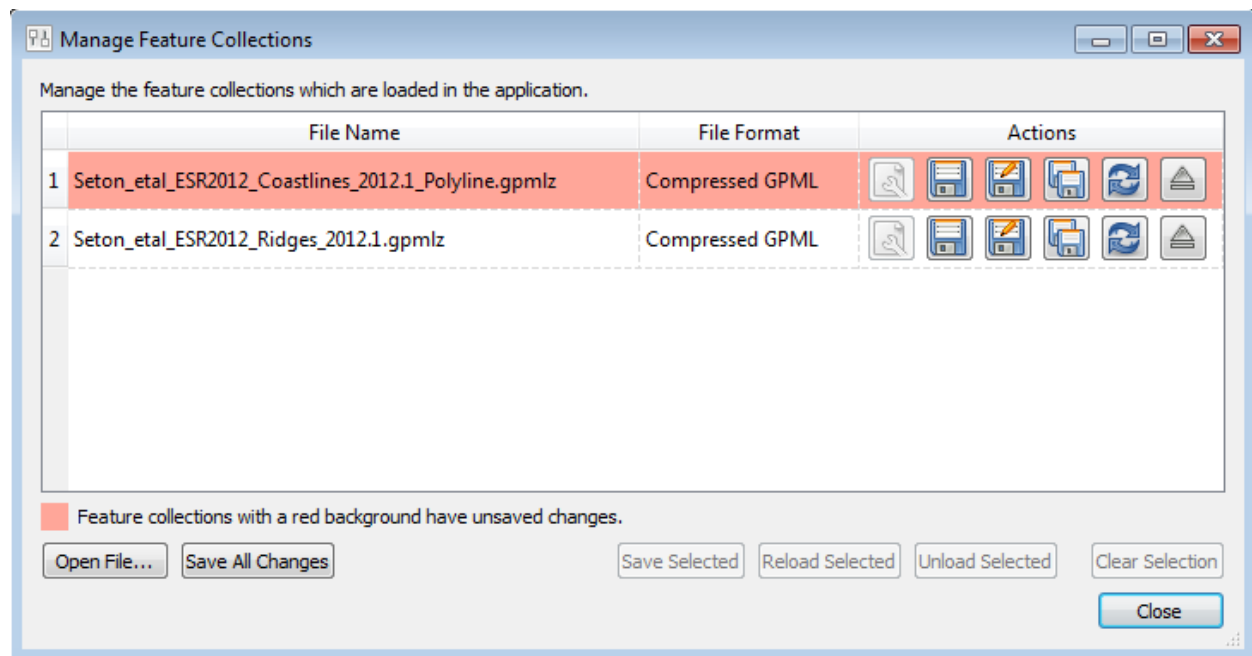 Manage Feature Collections
Manage the feature collections which are loaded in the application.
File Name File Format Actions
1 Seton_etal_ESR2012_Coastlines_2012.1_Polyline.gpmlz Compressed GPML
2 Seton_etal_ESR2012_Ridges_2012.1.gpmlz Compressed GPML
Feature collections with a red background have unsaved changes.
Open File... Save All Changes Save Selected Reload Selected Unload Selected Clear Selection
Close